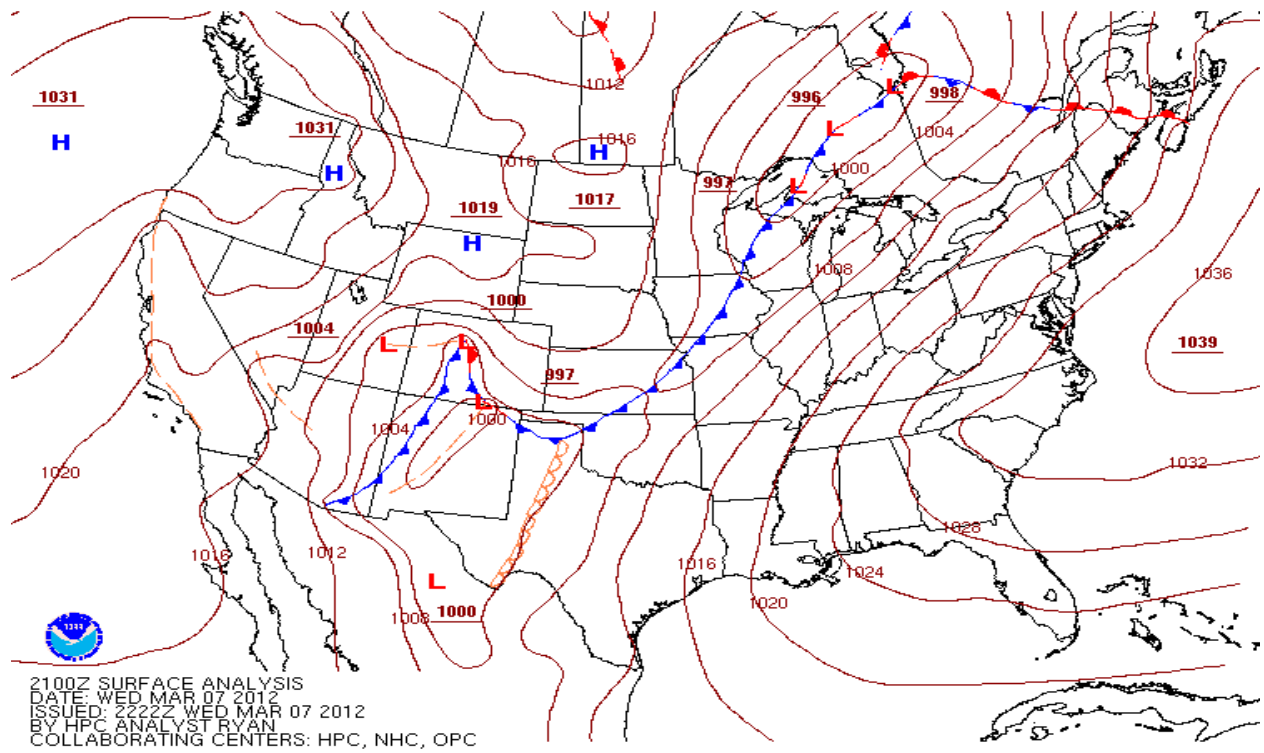 1012
1031
996
998
1031
1004
1016
1016
1000
997
1019
1017
1008
1036
1000
1004
1039
997
1000
1004
1032
1020
1028
1016
1012
1016
1024
1020
1008
1000
H
H
H
H
L
L
L
L
L
L
L
2100Z SURFACE ANALYSIS
DATE: WED MAR 07 2012
ISSUED: 2222Z WED MAR 07 2012
BY HPC ANALYST RYAN
COLLABORATING CENTERS: HPC, NHC, OPC